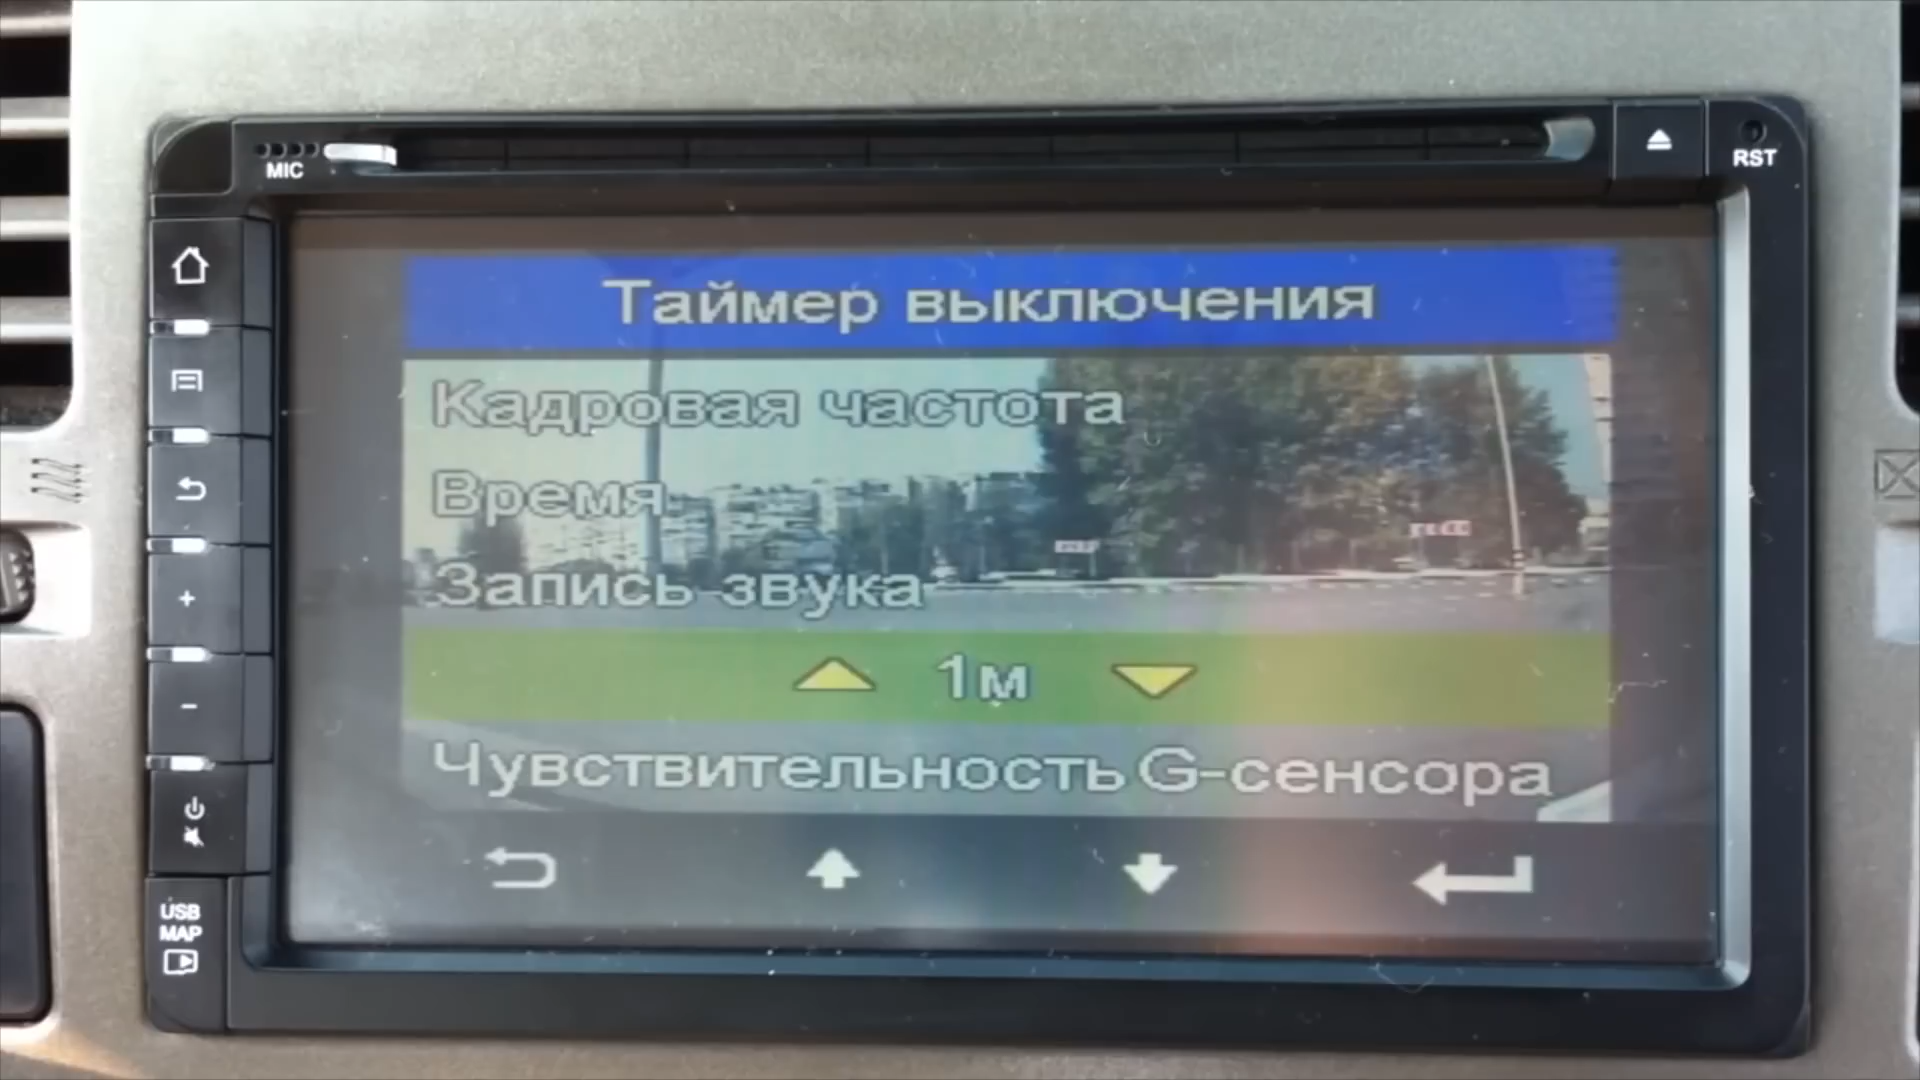 MIC
RST
Таймер выключения
Кадровая частота
Время
Запись звука
1м
Чувствительность G-сенсора
USB
MAP